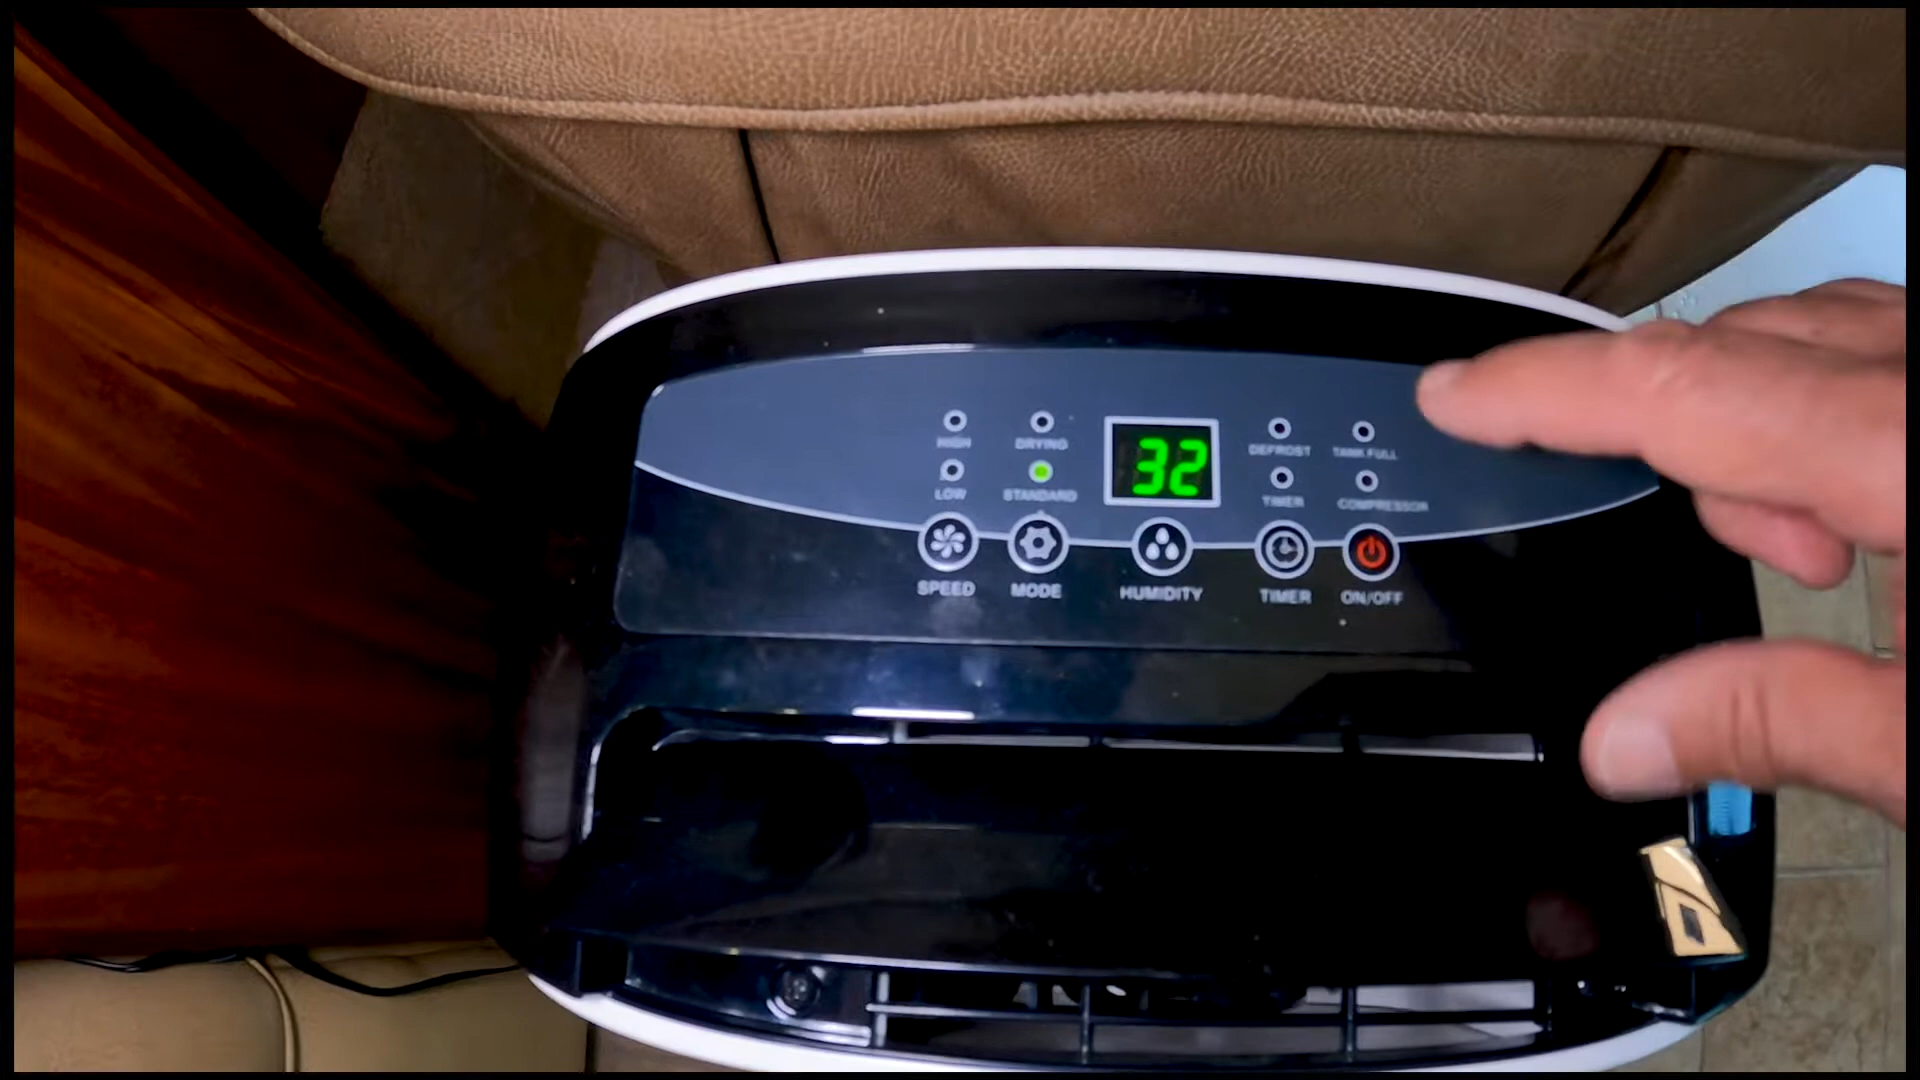 HIGH DRYING DEFROST TANK FULL
LOW STANDARD TIMER COMPRESSOR
32
SPEED MODE HUMIDITY TIMER ON/OFF